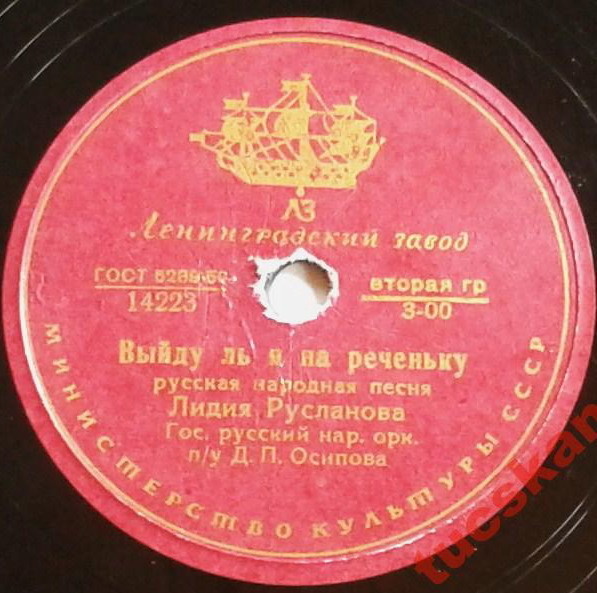 ЛЗ
Ленинградский завод
ГОСТ 5289-50
14223
вторая гр
3-00
Выйду ль я на реченьку
русская народная песня
Лидия Русланова
Гос. русский нар. орк.
п/у Д. П. Осипова
МИНИСТЕРСТВО КУЛЬТУРЫ СССР
tucskan